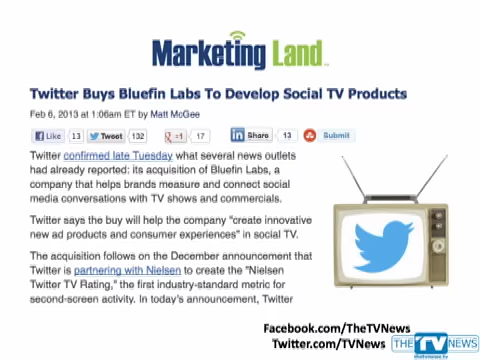 Marketing Land
Twitter Buys Bluefin Labs To Develop Social TV Products
Feb 6, 2013 at 1:06am ET by Matt McGee
Like 13 Tweet 132 +1 17 Share 13 Submit
Twitter confirmed late Tuesday what several news outlets
had already reported: its acquisition of Bluefin Labs, a
company that helps brands measure and connect social
media conversations with TV shows and commercials.
Twitter says the buy will help the company "create innovative
new ad products and consumer experiences" in social TV.
The acquisition follows on the December announcement that
Twitter is partnering with Nielsen to create the "Nielsen
Twitter TV Rating," the first industry-standard metric for
second-screen activity. In today's announcement, Twitter
Facebook.com/TheTVNews
Twitter.com/TVNews
THE TV NEWS
thetvnews.tv